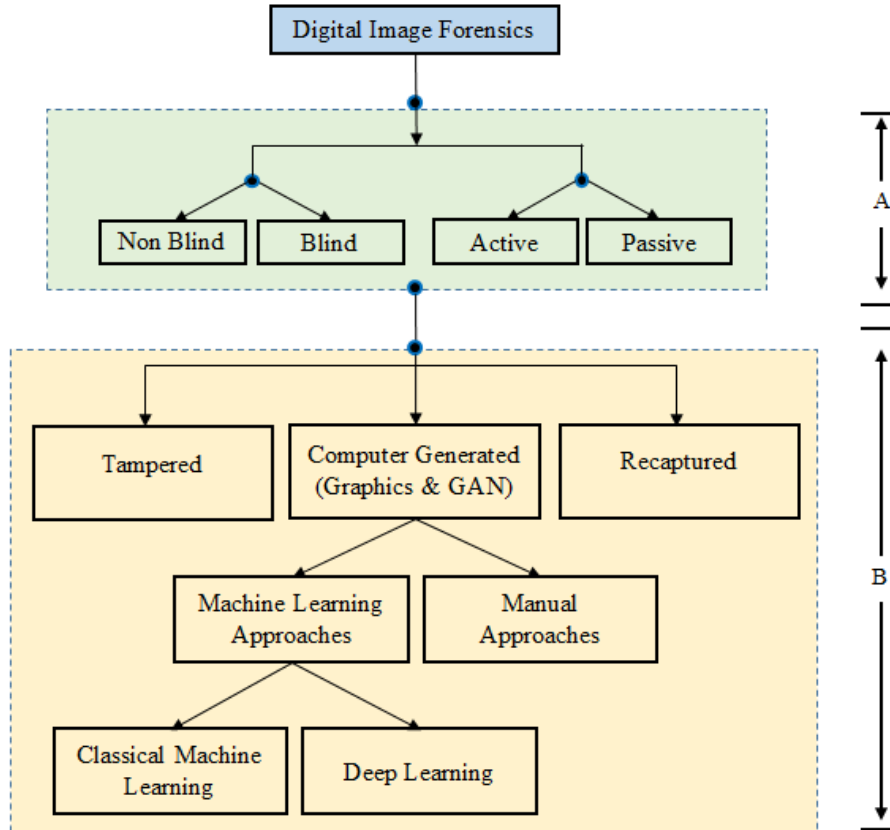 Digital Image Forensics
A
Non Blind
Blind
Active
Passive
Tampered
Computer Generated
(Graphics & GAN)
Recaptured
B
Machine Learning
Approaches
Manual
Approaches
Classical Machine
Learning
Deep Learning